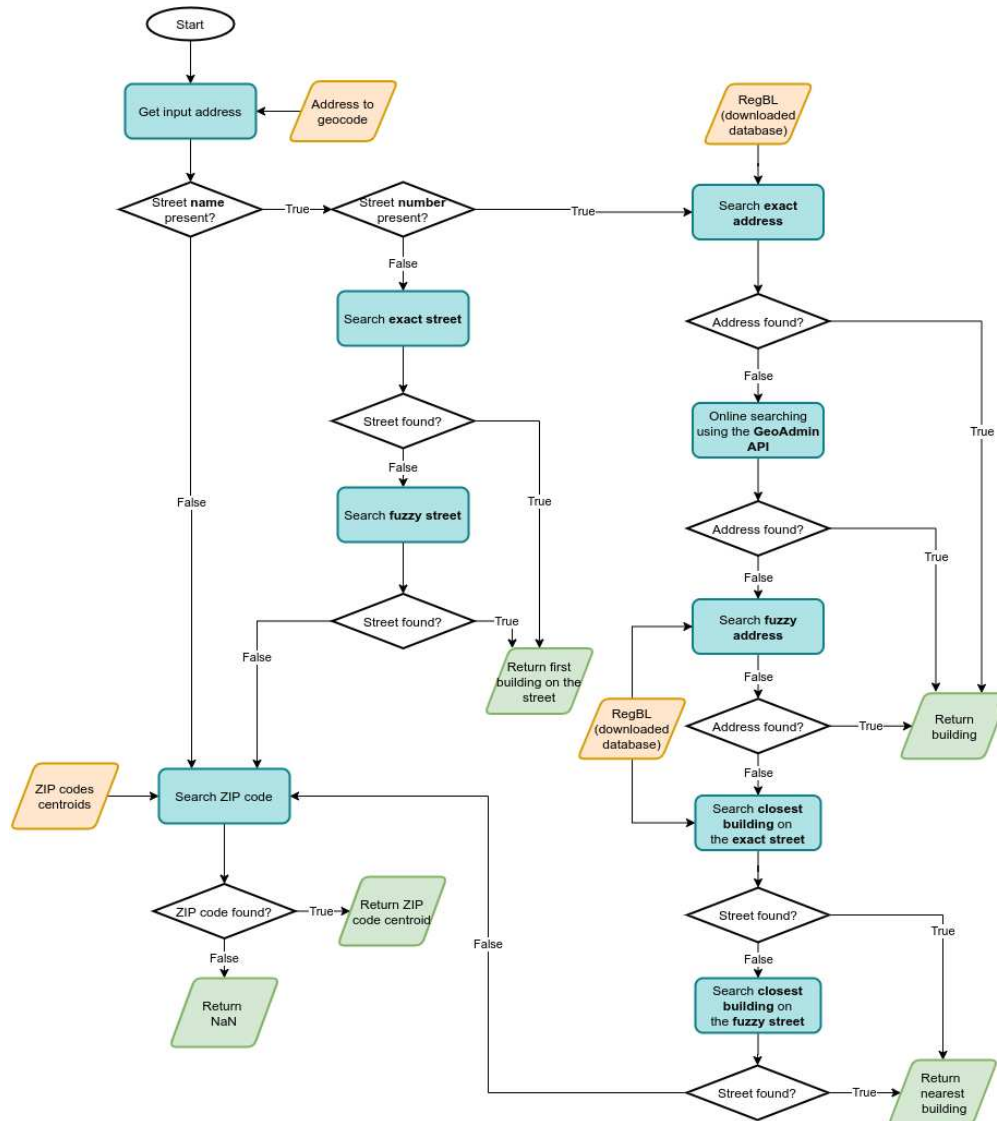 Start
Get input address
Address to
geocode
RegBL
(downloaded
database)
Street name
present?
True
Street number
present?
True
Search exact
address
False
Search exact street
Address found?
False
True
Street found?
False
True
Online searching
using the GeoAdmin
API
False
Search fuzzy street
Address found?
False
True
Street found?
True
False
Search fuzzy
address
False
Return first
building on the
street
RegBL
(downloaded
database)
Address found?
True
Return
building
False
ZIP codes
centroids
Search ZIP code
Search closest
building on
the exact street
ZIP code found?
True
Return ZIP
code centroid
False
Return
NaN
Street found?
True
False
False
Search closest
building on
the fuzzy street
Street found?
True
Return
nearest
building